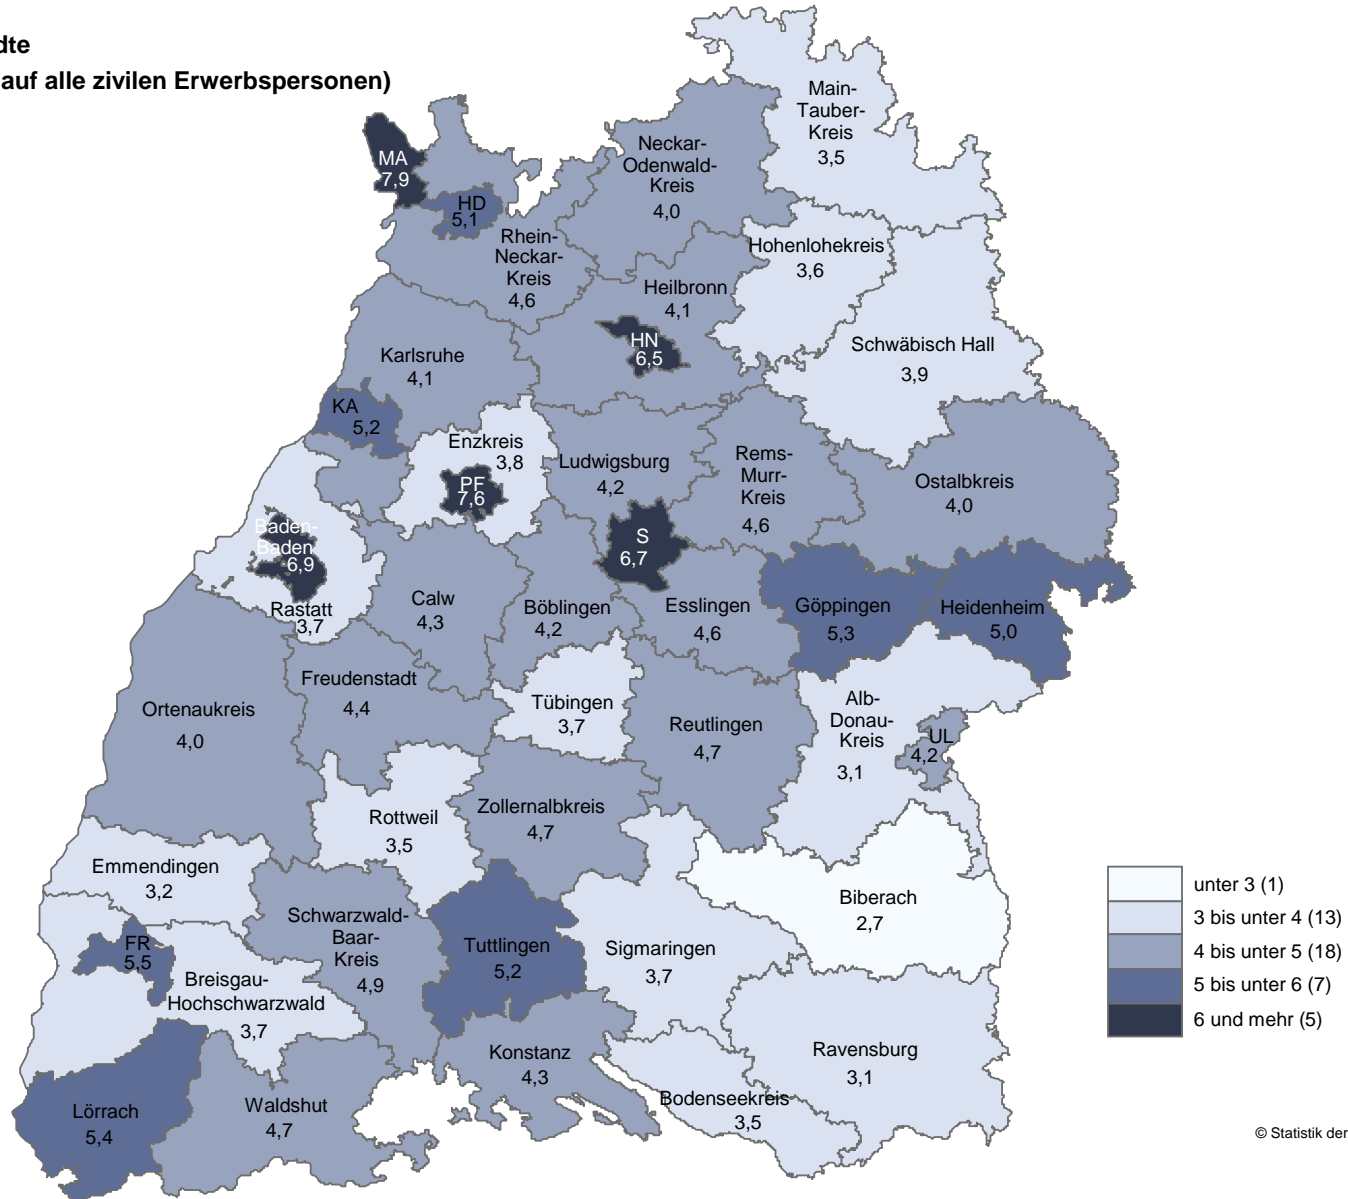 dte
auf alle zivilen Erwerbspersonen)
Main-
Tauber-
Kreis
3,5
MA
7,9
Neckar-
Odenwald-
Kreis
4,0
HD
5,1
Rhein-
Neckar-
Kreis
4,6
Hohenlohekreis
3,6
Heilbronn
4,1
HN
6,5
Schwäbisch Hall
3,9
Karlsruhe
4,1
KA
5,2
Enzkreis
3,8
PF
7,6
Ludwigsburg
4,2
Rems-
Murr-
Kreis
4,6
Ostalbkreis
4,0
Baden-
Baden
6,9
S
6,7
Rastatt
3,7
Calw
4,3
Böblingen
4,2
Esslingen
4,6
Göppingen
5,3
Heidenheim
5,0
Ortenaukreis
4,0
Freudenstadt
4,4
Tübingen
3,7
Reutlingen
4,7
Alb-
Donau-
Kreis
3,1
UL
4,2
Rottweil
3,5
Zollernalbkreis
4,7
Emmendingen
3,2
Biberach
2,7
Schwarzwald-
Baar-
Kreis
4,9
FR
5,5
Tuttlingen
5,2
Sigmaringen
3,7
Breisgau-
Hochschwarzwald
3,7
Konstanz
4,3
Ravensburg
3,1
Bodenseekreis
3,5
Lörrach
5,4
Waldshut
4,7
unter 3 (1)
3 bis unter 4 (13)
4 bis unter 5 (18)
5 bis unter 6 (7)
6 und mehr (5)
© Statistik der